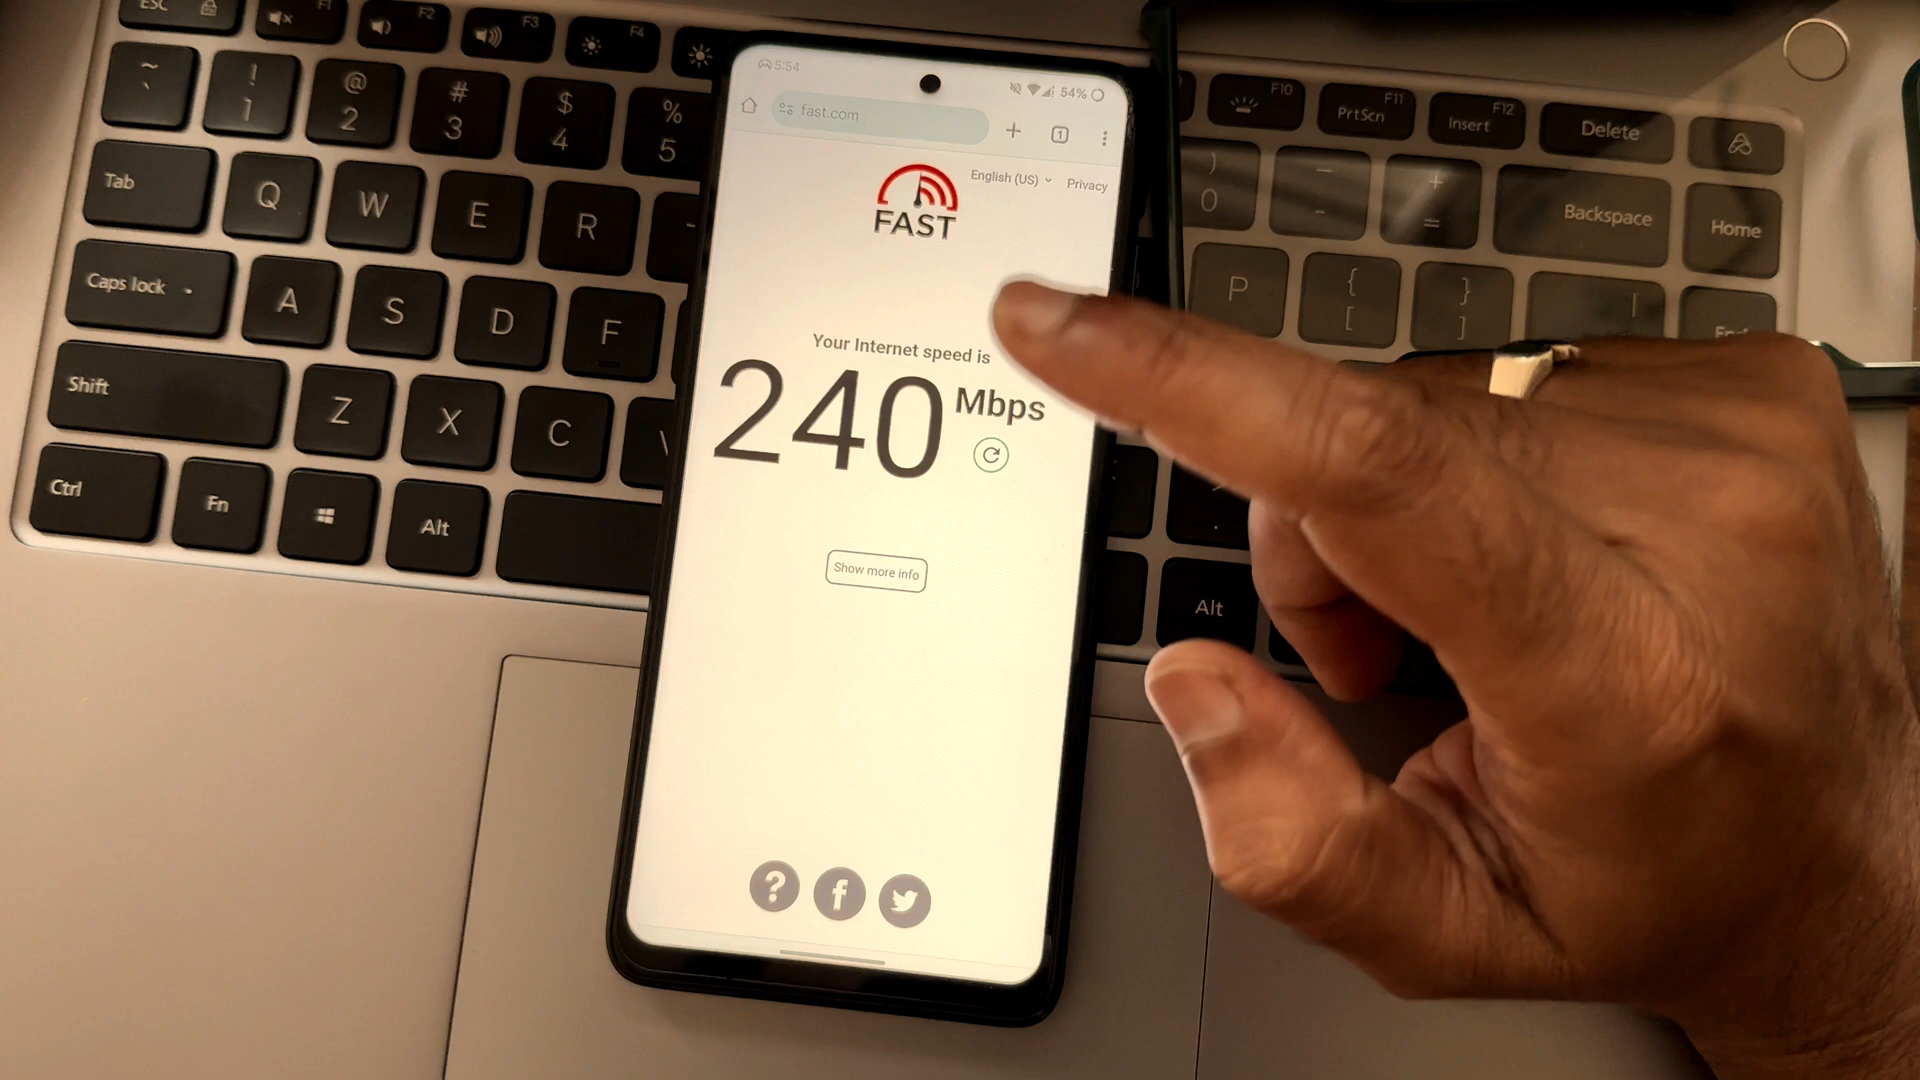 ESC F1 F2 F3 F4 F10 F11 F12
PrtScn Insert Delete
~ ! @ # $ % ) _ +
` 1 2 3 4 5 0 - = Backspace Home
Tab Q W E R P { }
[ ]
Caps lock A S D F
Shift Z X C
Ctrl Fn Alt Alt
5:54 54%
fast.com 1
English (US) Privacy
FAST
Your Internet speed is
240 Mbps
Show more info
? f